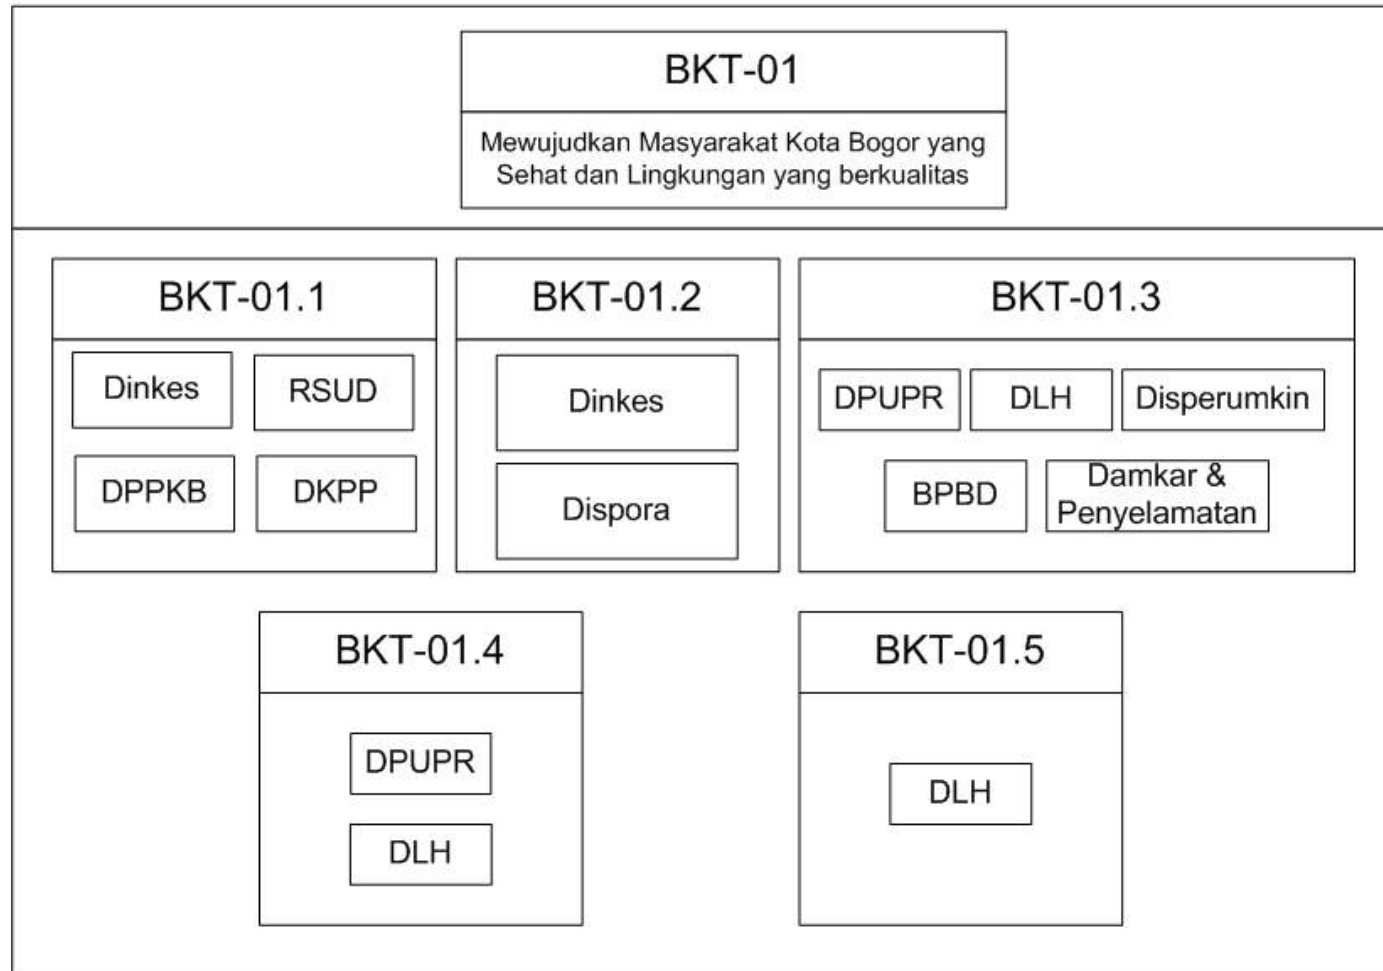 BKT-01
Mewujudkan Masyarakat Kota Bogor yang
Sehat dan Lingkungan yang berkualitas
BKT-01.1
Dinkes
RSUD
DPPKB
DKPP
BKT-01.2
Dinkes
Dispora
BKT-01.3
DPUPR
DLH
Disperumkin
BPBD
Damkar &
Penyelamatan
BKT-01.4
DPUPR
DLH
BKT-01.5
DLH